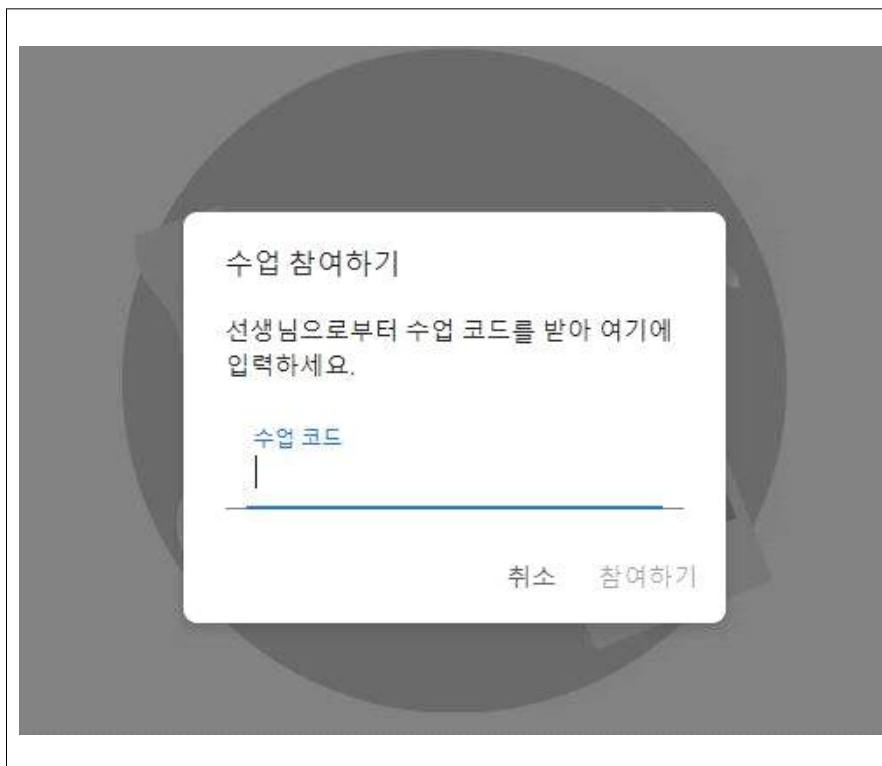 수업 참여하기
선생님으로부터 수업 코드를 받아 여기에
입력하세요.
수업 코드
취소 참여하기